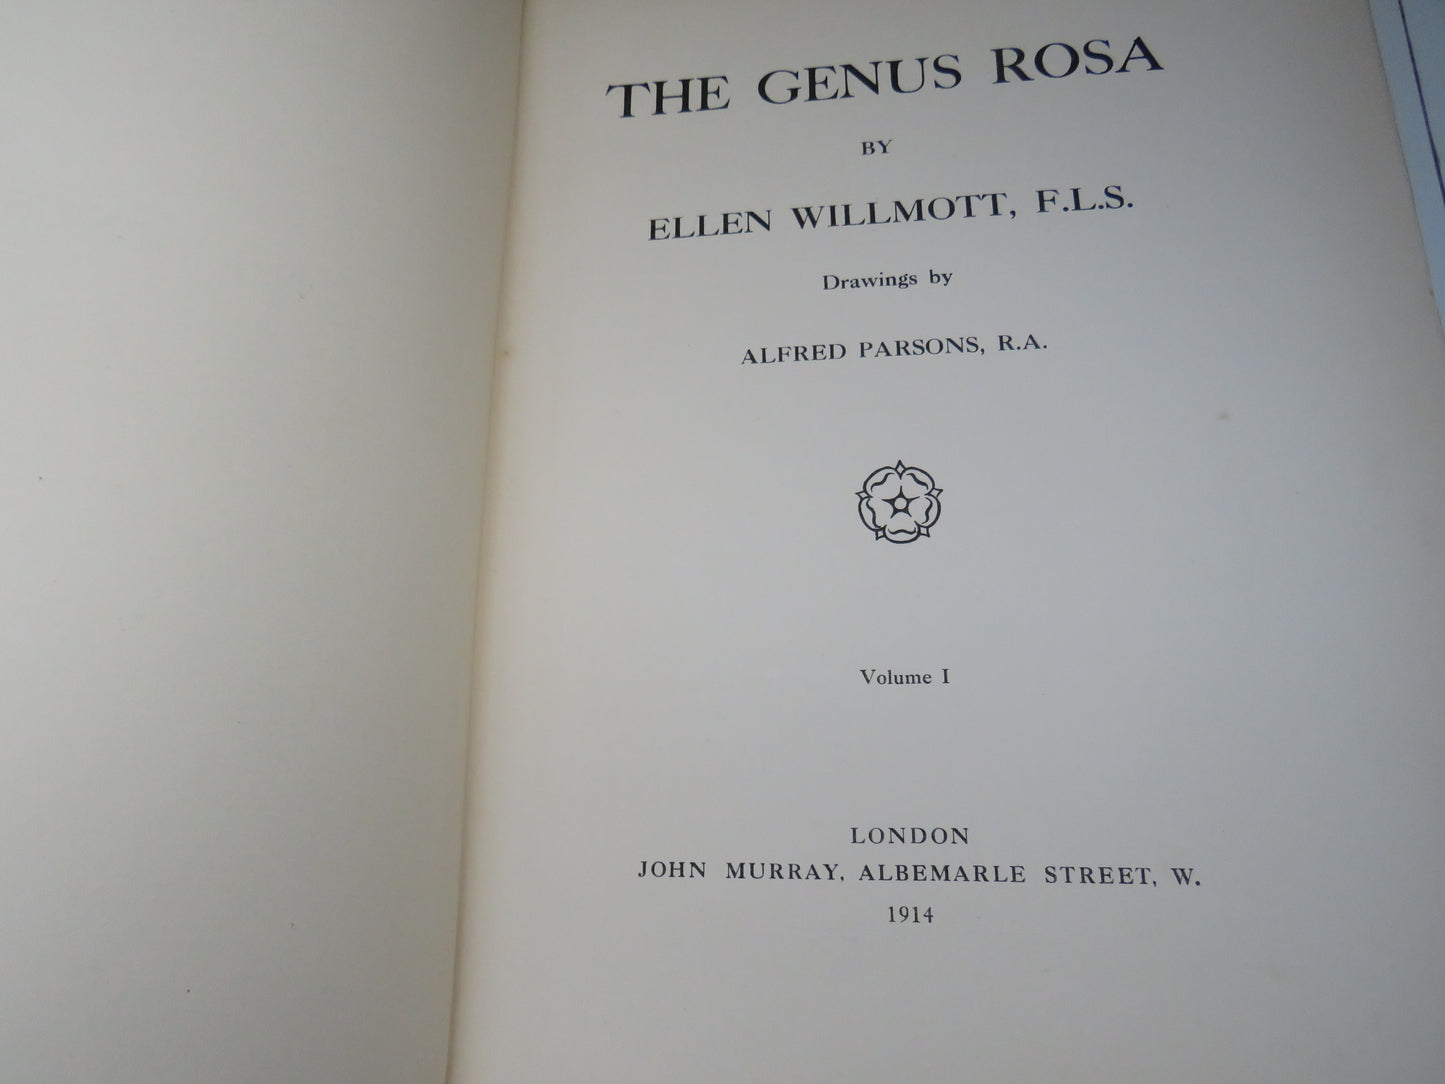 THE GENUS ROSA
BY
ELLEN WILLMOTT, F.L.S.
Drawings by
ALFRED PARSONS, R.A.
Volume I
LONDON
JOHN MURRAY, ALBEMARLE STREET, W.
1914